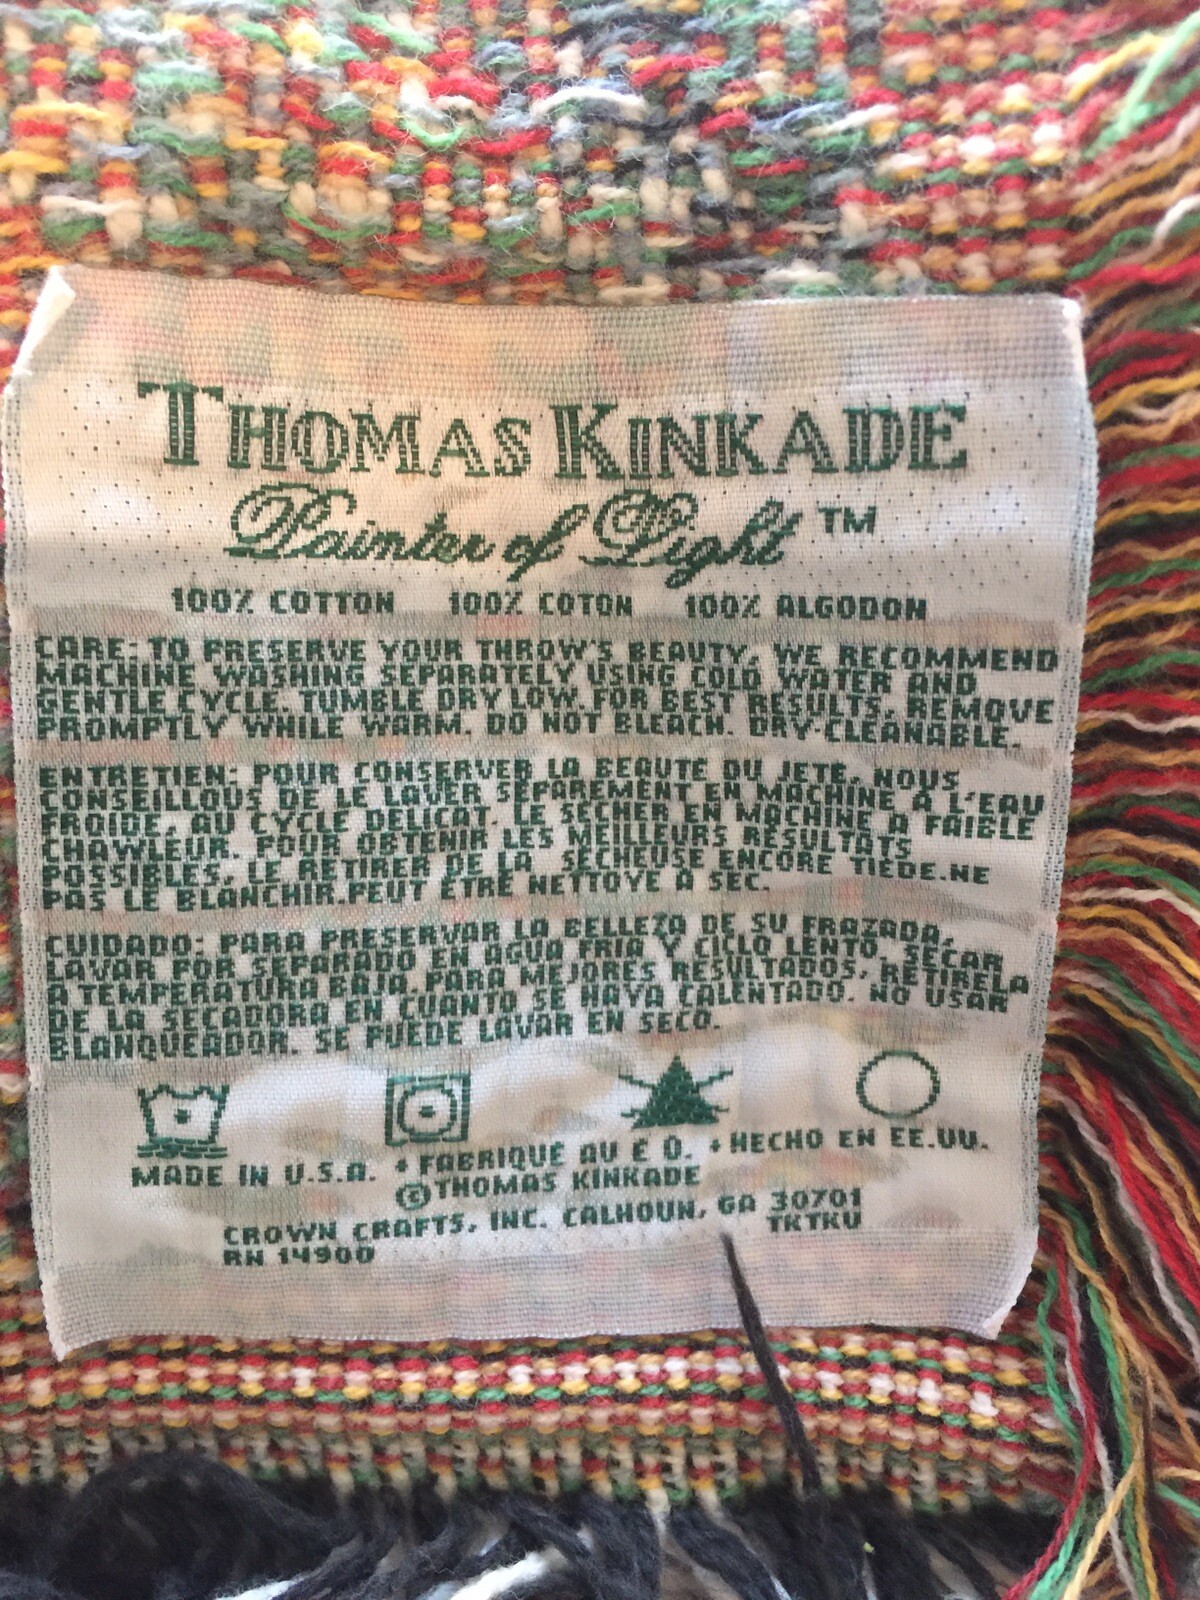 THOMAS KINKADE
Painter of Light ™
100% COTTON 100% COTON 100% ALGODON
CARE: TO PRESERVE YOUR THROW'S BEAUTY, WE RECOMMEND
MACHINE WASHING SEPARATELY USING COLD WATER AND
GENTLE CYCLE. TUMBLE DRY LOW. FOR BEST RESULTS, REMOVE
PROMPTLY WHILE WARM. DO NOT BLEACH. DRY-CLEANABLE.
ENTRETIEN: POUR CONSERVER LA BEAUTE DU JETÉ, NOUS
CONSEILLOUS DE LE LAVER SEPAREMENT EN MACHINE A L'EAU
FROIDE, AU CYCLE DELICAT. LE SECHER EN MACHINE A FAIBLE
CHAWLEUR. POUR OBTENIR LES MEILLEURS RESULTATS
POSSIBLES, LE RETIRER DE LA SECHEUSE ENCORE TIEDE.NE
PAS LE BLANCHIR.PEUT ÊTRE NETTOYE A SEC.
CUIDADO: PARA PRESERVAR LA BELLEZA DE SU FRAZADA,
LAVAR POR SEPARADO EN AGUA FRIA Y CICLO LENTO. SECAR
A TEMPERATURA BAJA. PARA MEJORES RESULTADOS, RETIRELA
DE LA SECADORA EN CUANTO SE HAYA CALENTADO. NO USAR
BLANQUEADOR. SE PUEDE LAVAR EN SECO.
MADE IN U.S.A. • FABRIQUÉ AU É.O. • HECHO EN EE.UU.
©THOMAS KINKADE
CROWN CRAFTS, INC. CALHOUN, GA 30701
RN 14900 TKTKU